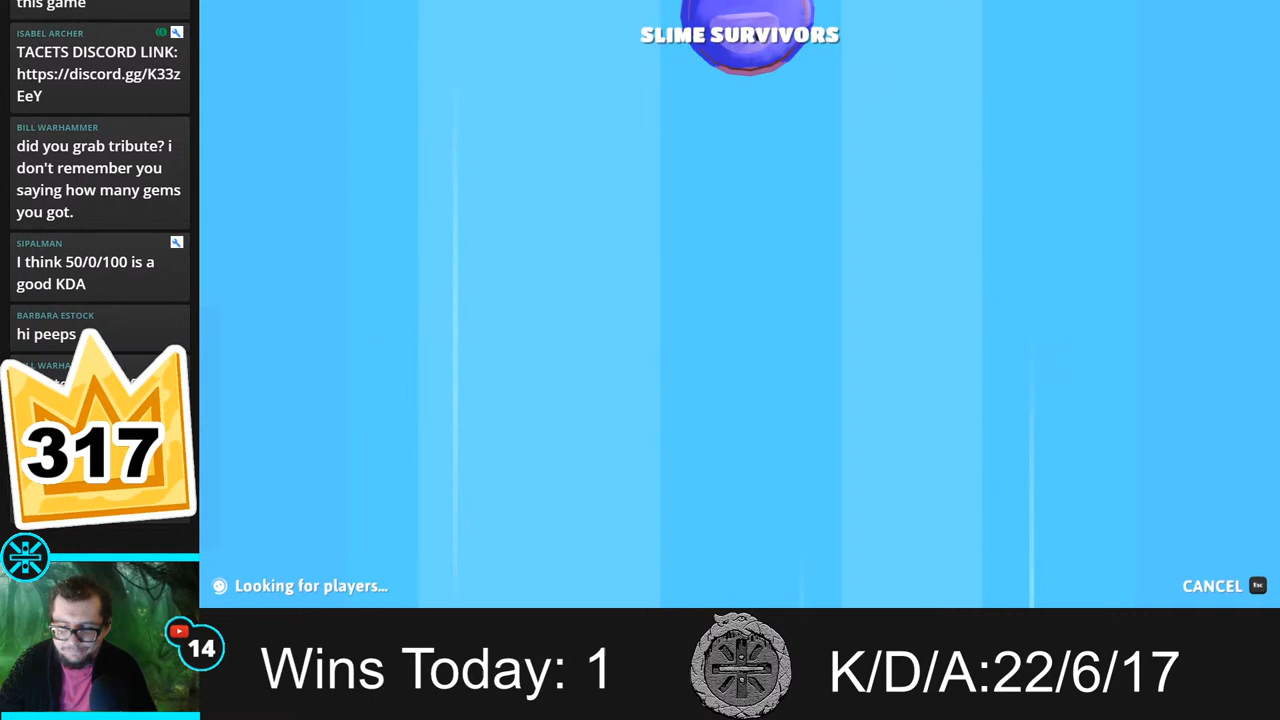 this game
ISABEL ARCHER
TACETS DISCORD LINK:
https://discord.gg/K33z
EeY
BILL WARHAMMER
did you grab tribute? i
don't remember you
saying how many gems
you got.
SIPALMAN
I think 50/0/100 is a
good KDA
BARBARA ESTOCK
hi peeps
317
14
SLIME SURVIVORS
Looking for players...
CANCEL Esc
Wins Today: 1
K/D/A:22/6/17